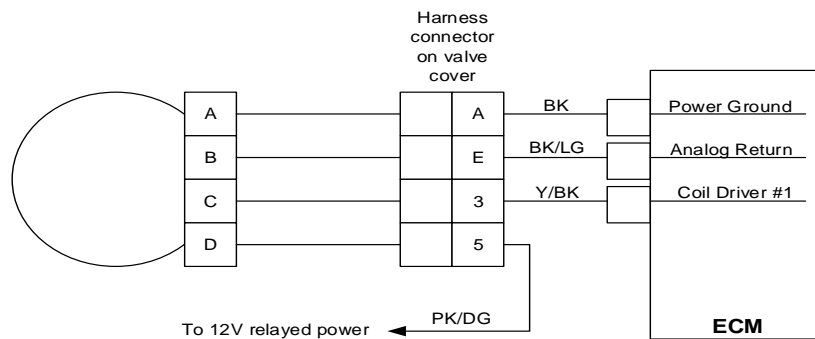 Harness
connector
on valve
cover
A
A
BK
Power Ground
B
E
BK/LG
Analog Return
C
3
Y/BK
Coil Driver #1
D
5
To 12V relayed power
PK/DG
ECM